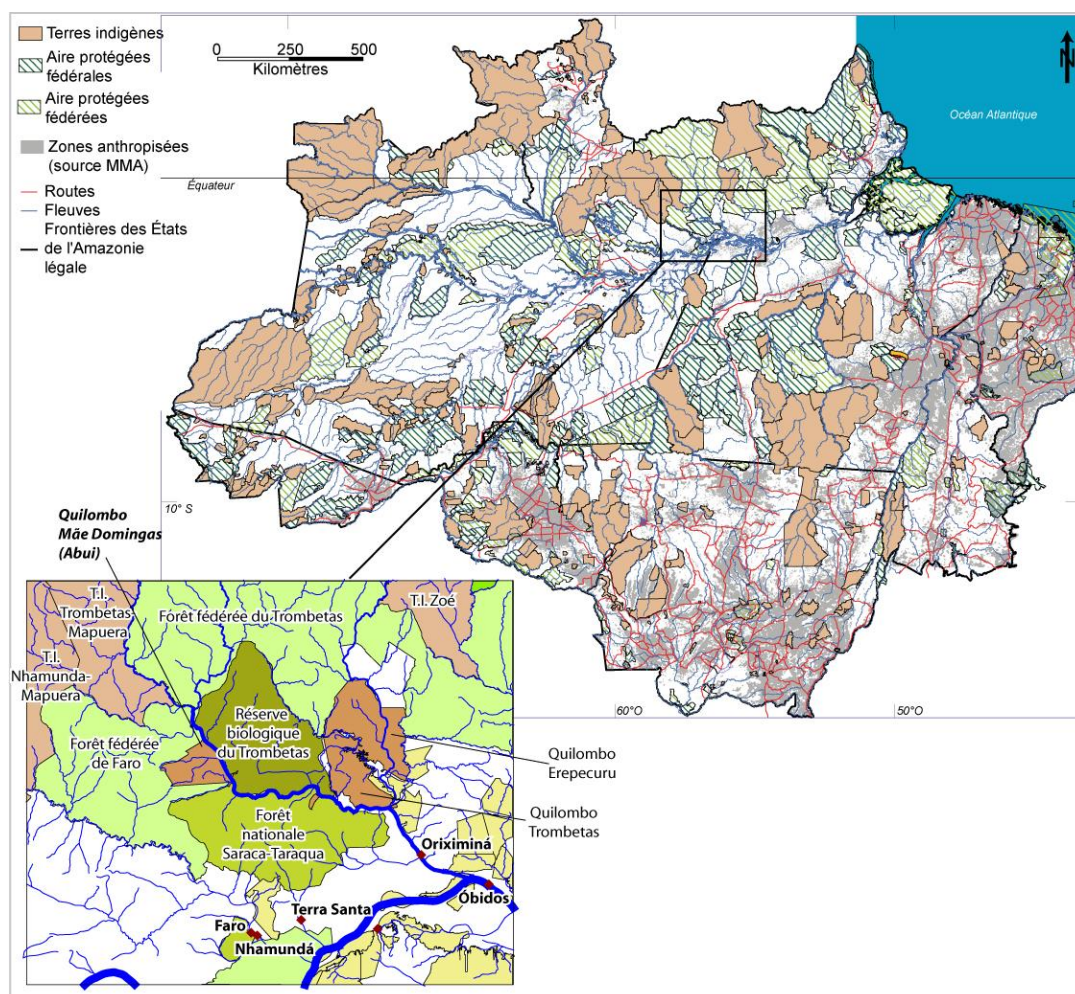 Terres indigènes
Aire protégées
fédérales
Aire protégées
fédérées
Zones anthropisées
(source MMA)
Routes
Fleuves
Frontières des États
de l'Amazonie
légale
0 250 500
Kilomètres
N
Océan Atlantique
Équateur
10° S
60°O
50°O
Quilombo
Mãe Domingas
(Abui)
T.I.
Trombetas
Mapuera
T.I.
Nhamunda-
Mapuera
Fôrét fédérée du Trombetas
T.I. Zoé
Réserve
biologique
du Trombetas
Forêt fédérée
de Faro
Forêt
nationale
Saraca-Taraqua
Quilombo
Erepecuru
Quilombo
Trombetas
Oriximiná
Óbidos
Terra Santa
Faro
Nhamundá